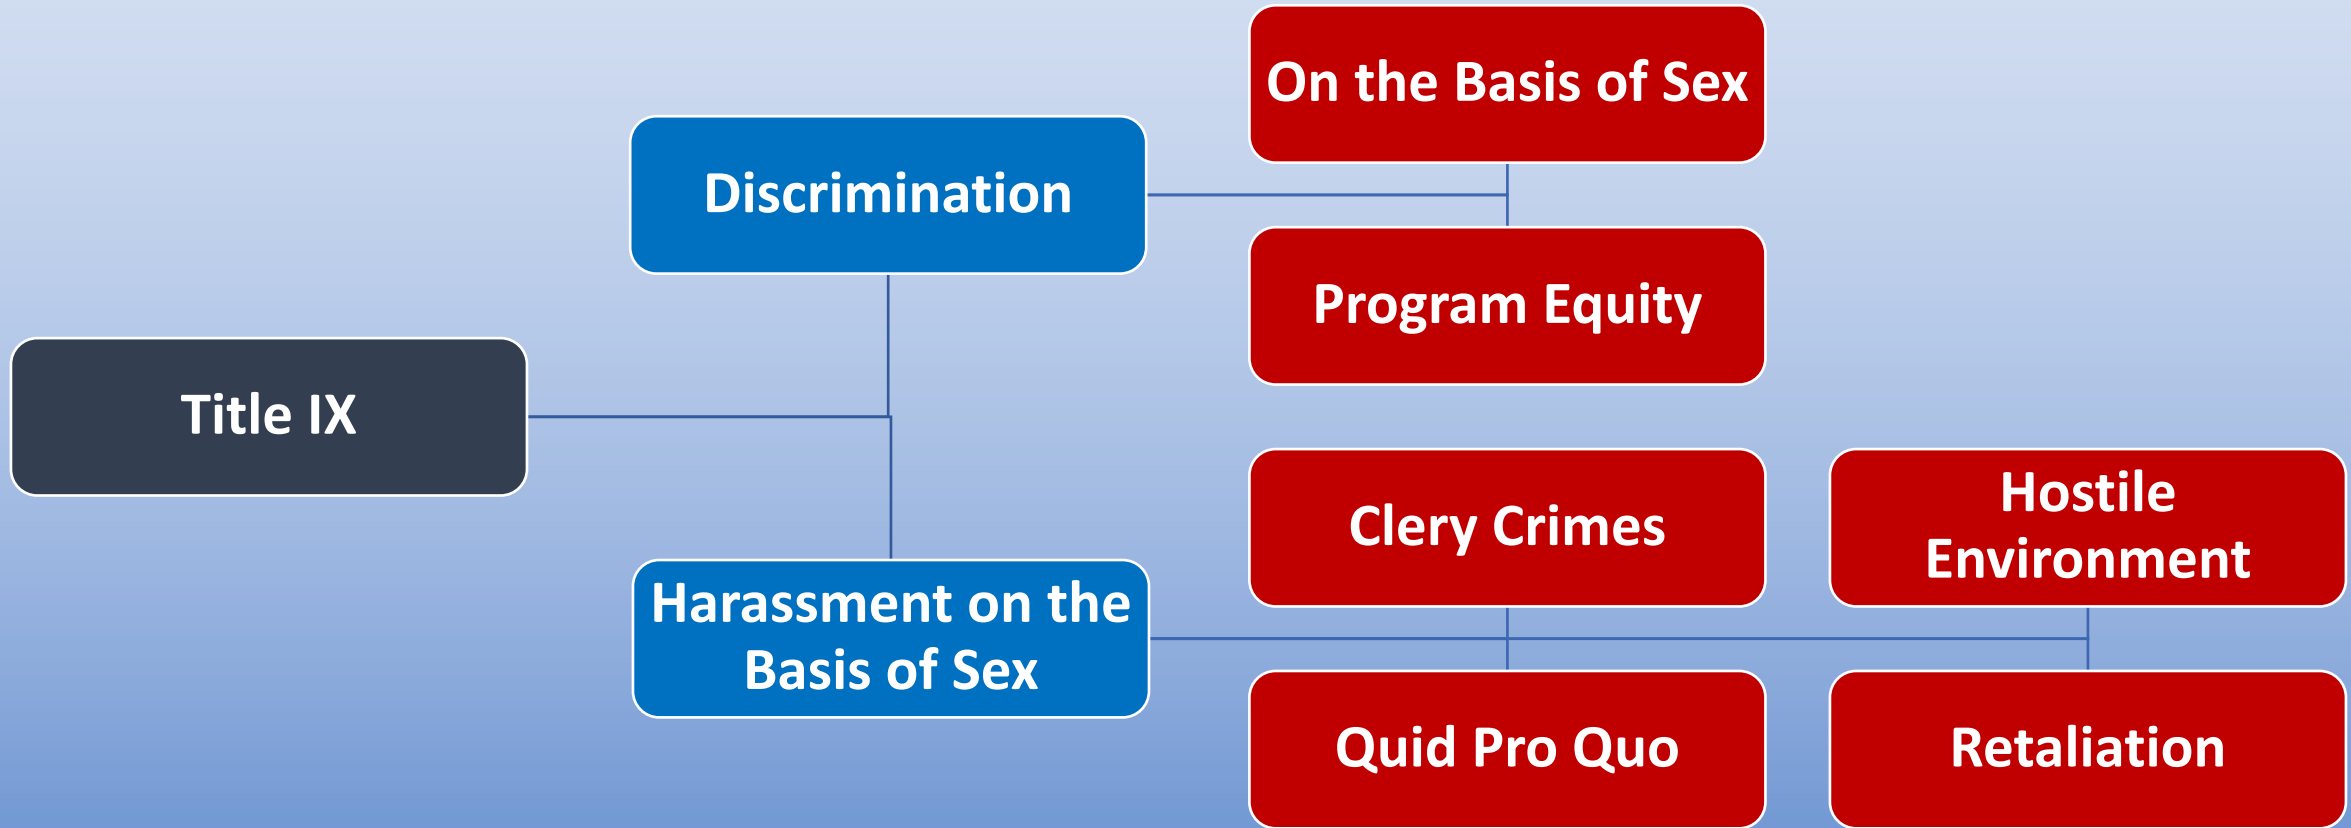 On the Basis of Sex
Discrimination
Program Equity
Title IX
Clery Crimes
Hostile
Environment
Harassment on the
Basis of Sex
Quid Pro Quo
Retaliation